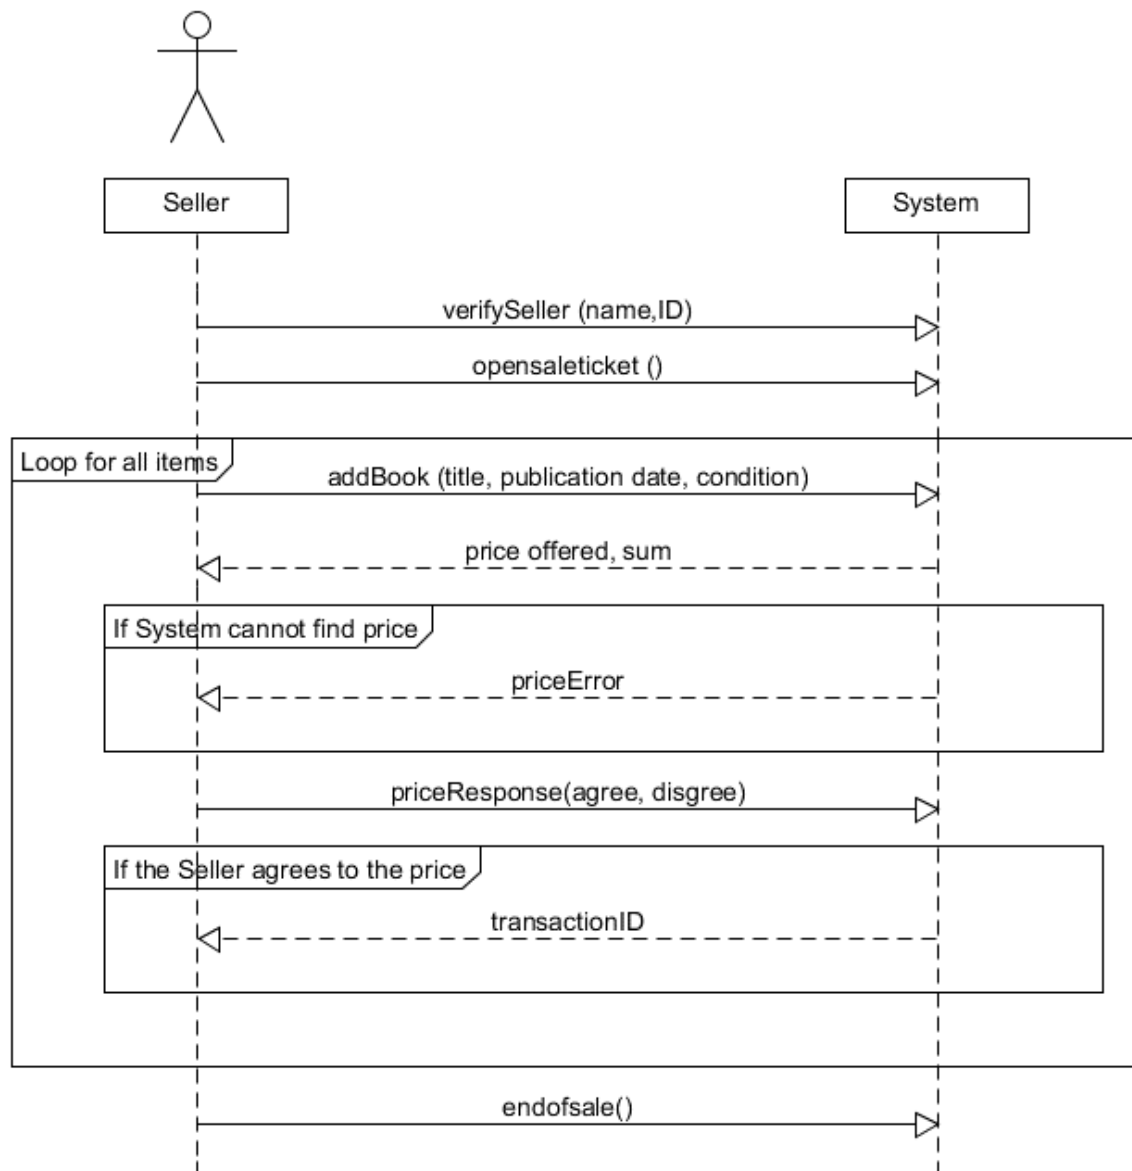 Seller
System
verifySeller (name,ID)
opensaleticket ()
Loop for all items
addBook (title, publication date, condition)
price offered, sum
If System cannot find price
priceError
priceResponse(agree, disgree)
If the Seller agrees to the price
transactionID
endofsale()